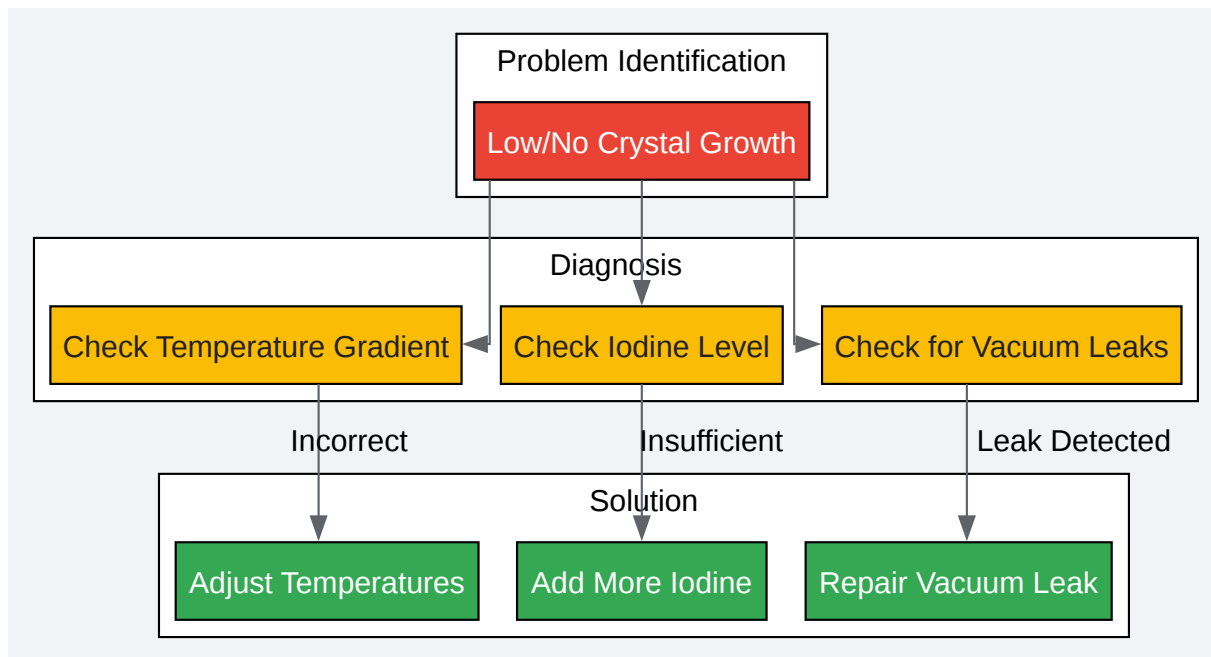 Problem Identification
Low/No Crystal Growth
Diagnosis
Check Temperature Gradient
Check Iodine Level
Check for Vacuum Leaks
Incorrect
Insufficient
Leak Detected
Solution
Adjust Temperatures
Add More Iodine
Repair Vacuum Leak